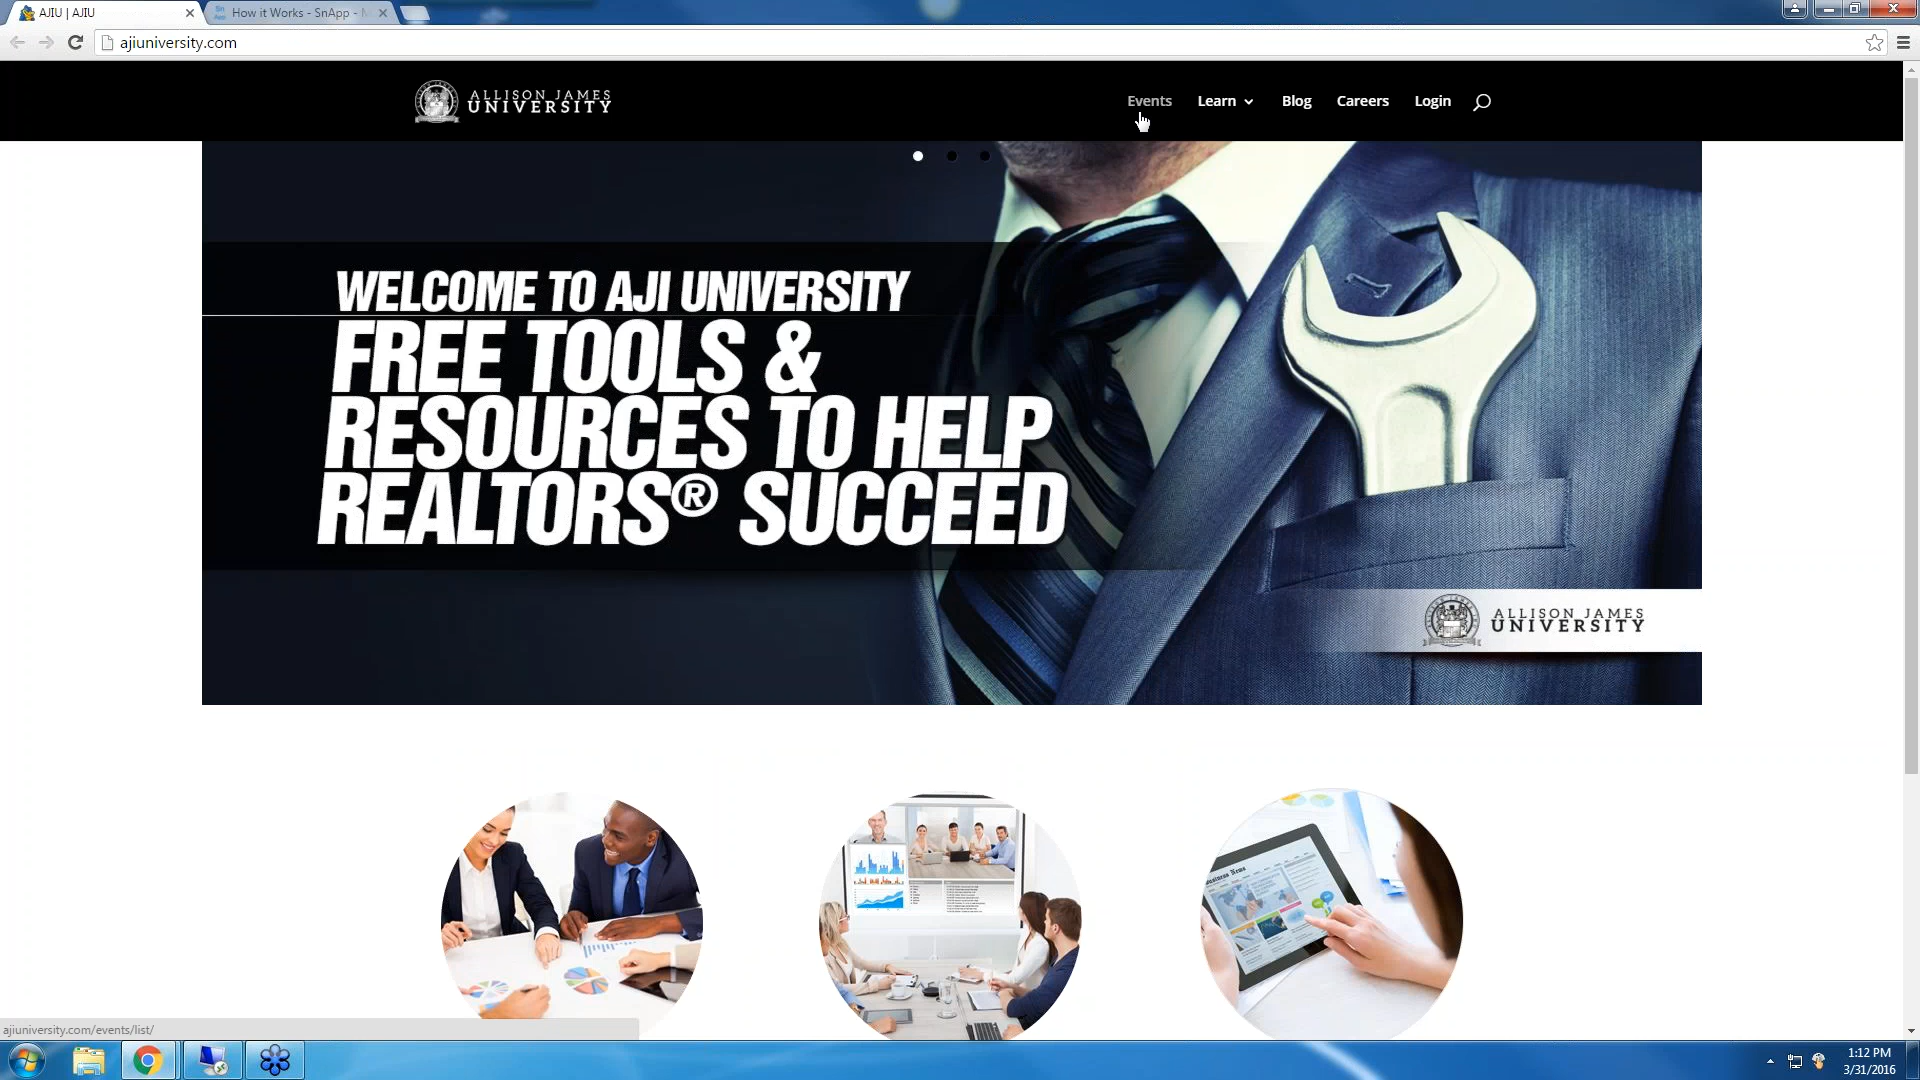 AJIU | AJIU
How it Works - SnApp -
ajiuniversity.com
ALLISON JAMES
UNIVERSITY
Events
Learn
Blog
Careers
Login
WELCOME TO AJI UNIVERSITY
FREE TOOLS &
RESOURCES TO HELP
REALTORS® SUCCEED
ALLISON JAMES
UNIVERSITY
Business News
ajiuniversity.com/events/list/
1:12 PM
3/31/2016